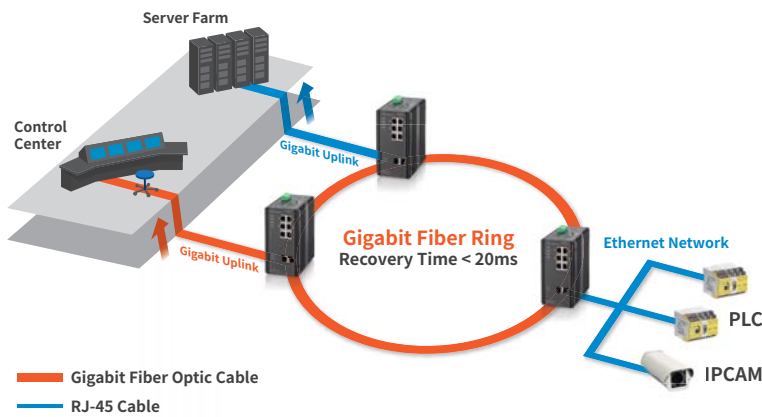 Server Farm
Control
Center
Gigabit Uplink
Gigabit Uplink
Gigabit Fiber Ring
Recovery Time < 20ms
Ethernet Network
PLC
IPCAM
Gigabit Fiber Optic Cable
RJ-45 Cable